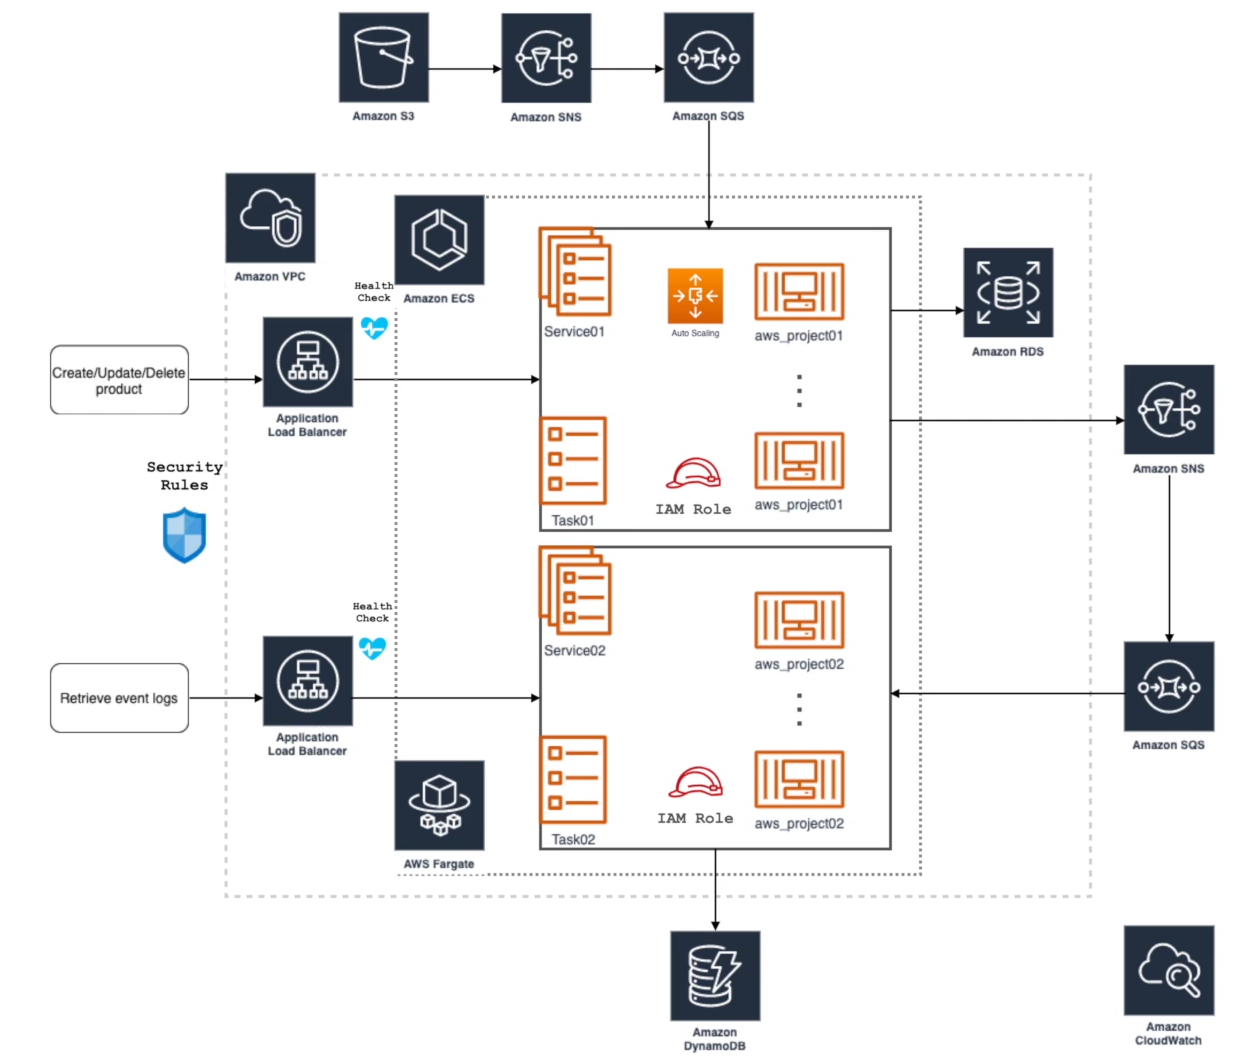 Amazon S3
Amazon SNS
Amazon SQS
Amazon VPC
Amazon ECS
Health
Check
Service01
Auto Scaling
aws_project01
Amazon RDS
Create/Update/Delete
product
Application
Load Balancer
Amazon SNS
Security
Rules
IAM Role
aws_project01
Task01
Health
Check
Service02
aws_project02
Retrieve event logs
Application
Load Balancer
Amazon SQS
IAM Role
aws_project02
Task02
AWS Fargate
Amazon
DynamoDB
Amazon
CloudWatch